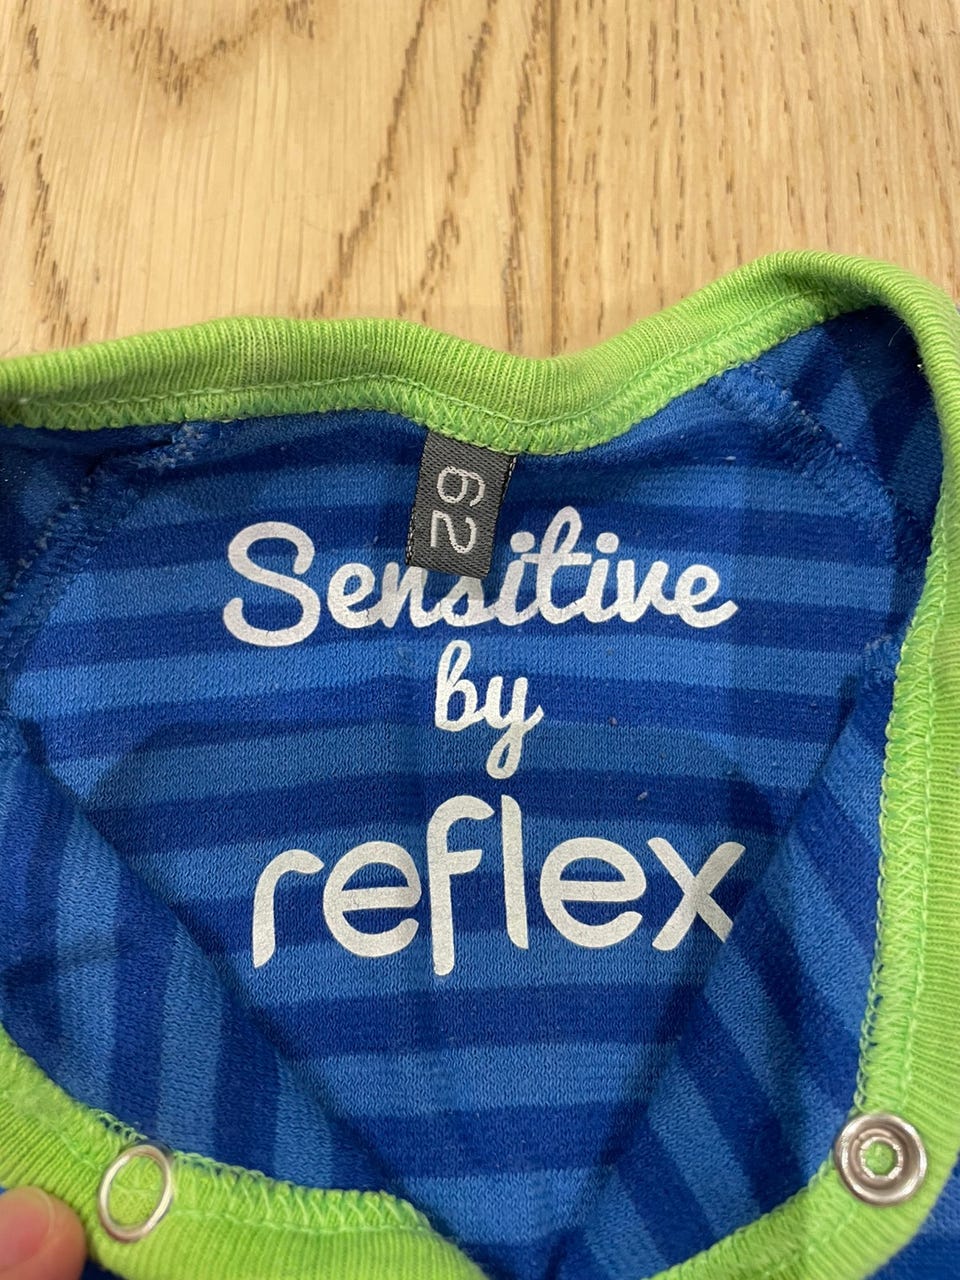 62
Sensitive
by
reflex